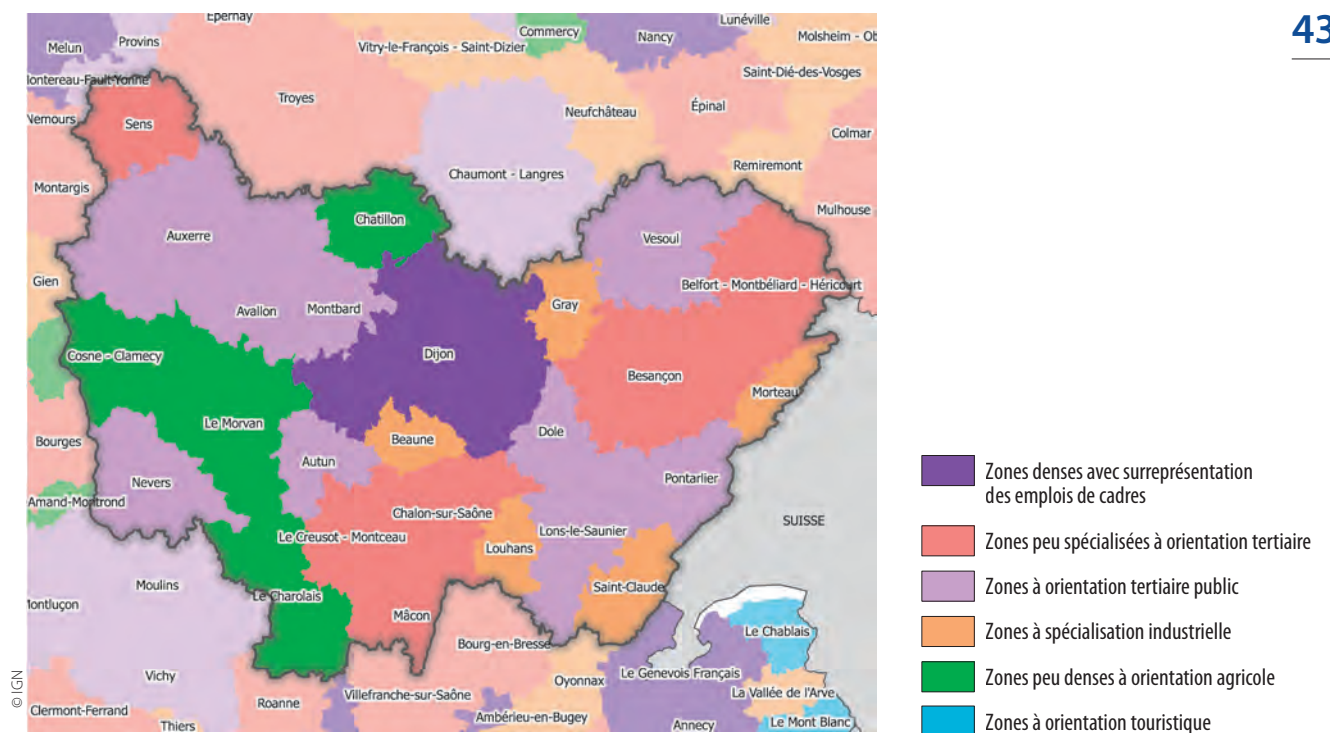 43
Epernay
Lunéville
Commercy
Provins
Nancy
Molsheim - Ob
Melun
Vitry-le-François - Saint-Dizier
Saint-Dié-des-Vosges
Montereau-Fault-Yonne
Troyes
Épinal
Neufchâteau
Nemours
Sens
Colmar
Remiremont
Chaumont - Langres
Montargis
Mulhouse
Chatillon
Auxerre
Vesoul
Gien
Belfort - Montbéliard - Héricourt
Gray
Avallon
Montbard
Cosne - Clamecy
Dijon
Besançon
Morteau
Le Morvan
Bourges
Beaune
Dole
Autun
Nevers
Pontarlier
Amand-Montrond
Chalon-sur-Saône
SUISSE
Le Creusot - Montceau
Lons-le-Saunier
Louhans
Moulins
Saint-Claude
Le Charolais
Montluçon
Mâcon
Le Chablais
Bourg-en-Bresse
Vichy
Le Genevois Français
Oyonnax
Villefranche-sur-Saône
La Vallée de l'Arve
Roanne
Clermont-Ferrand
Ambérieu-en-Bugey
Thiers
Annecy
Le Mont Blanc
© IGN
Zones denses avec surreprésentation
des emplois de cadres
Zones peu spécialisées à orientation tertiaire
Zones à orientation tertiaire public
Zones à spécialisation industrielle
Zones peu denses à orientation agricole
Zones à orientation touristique